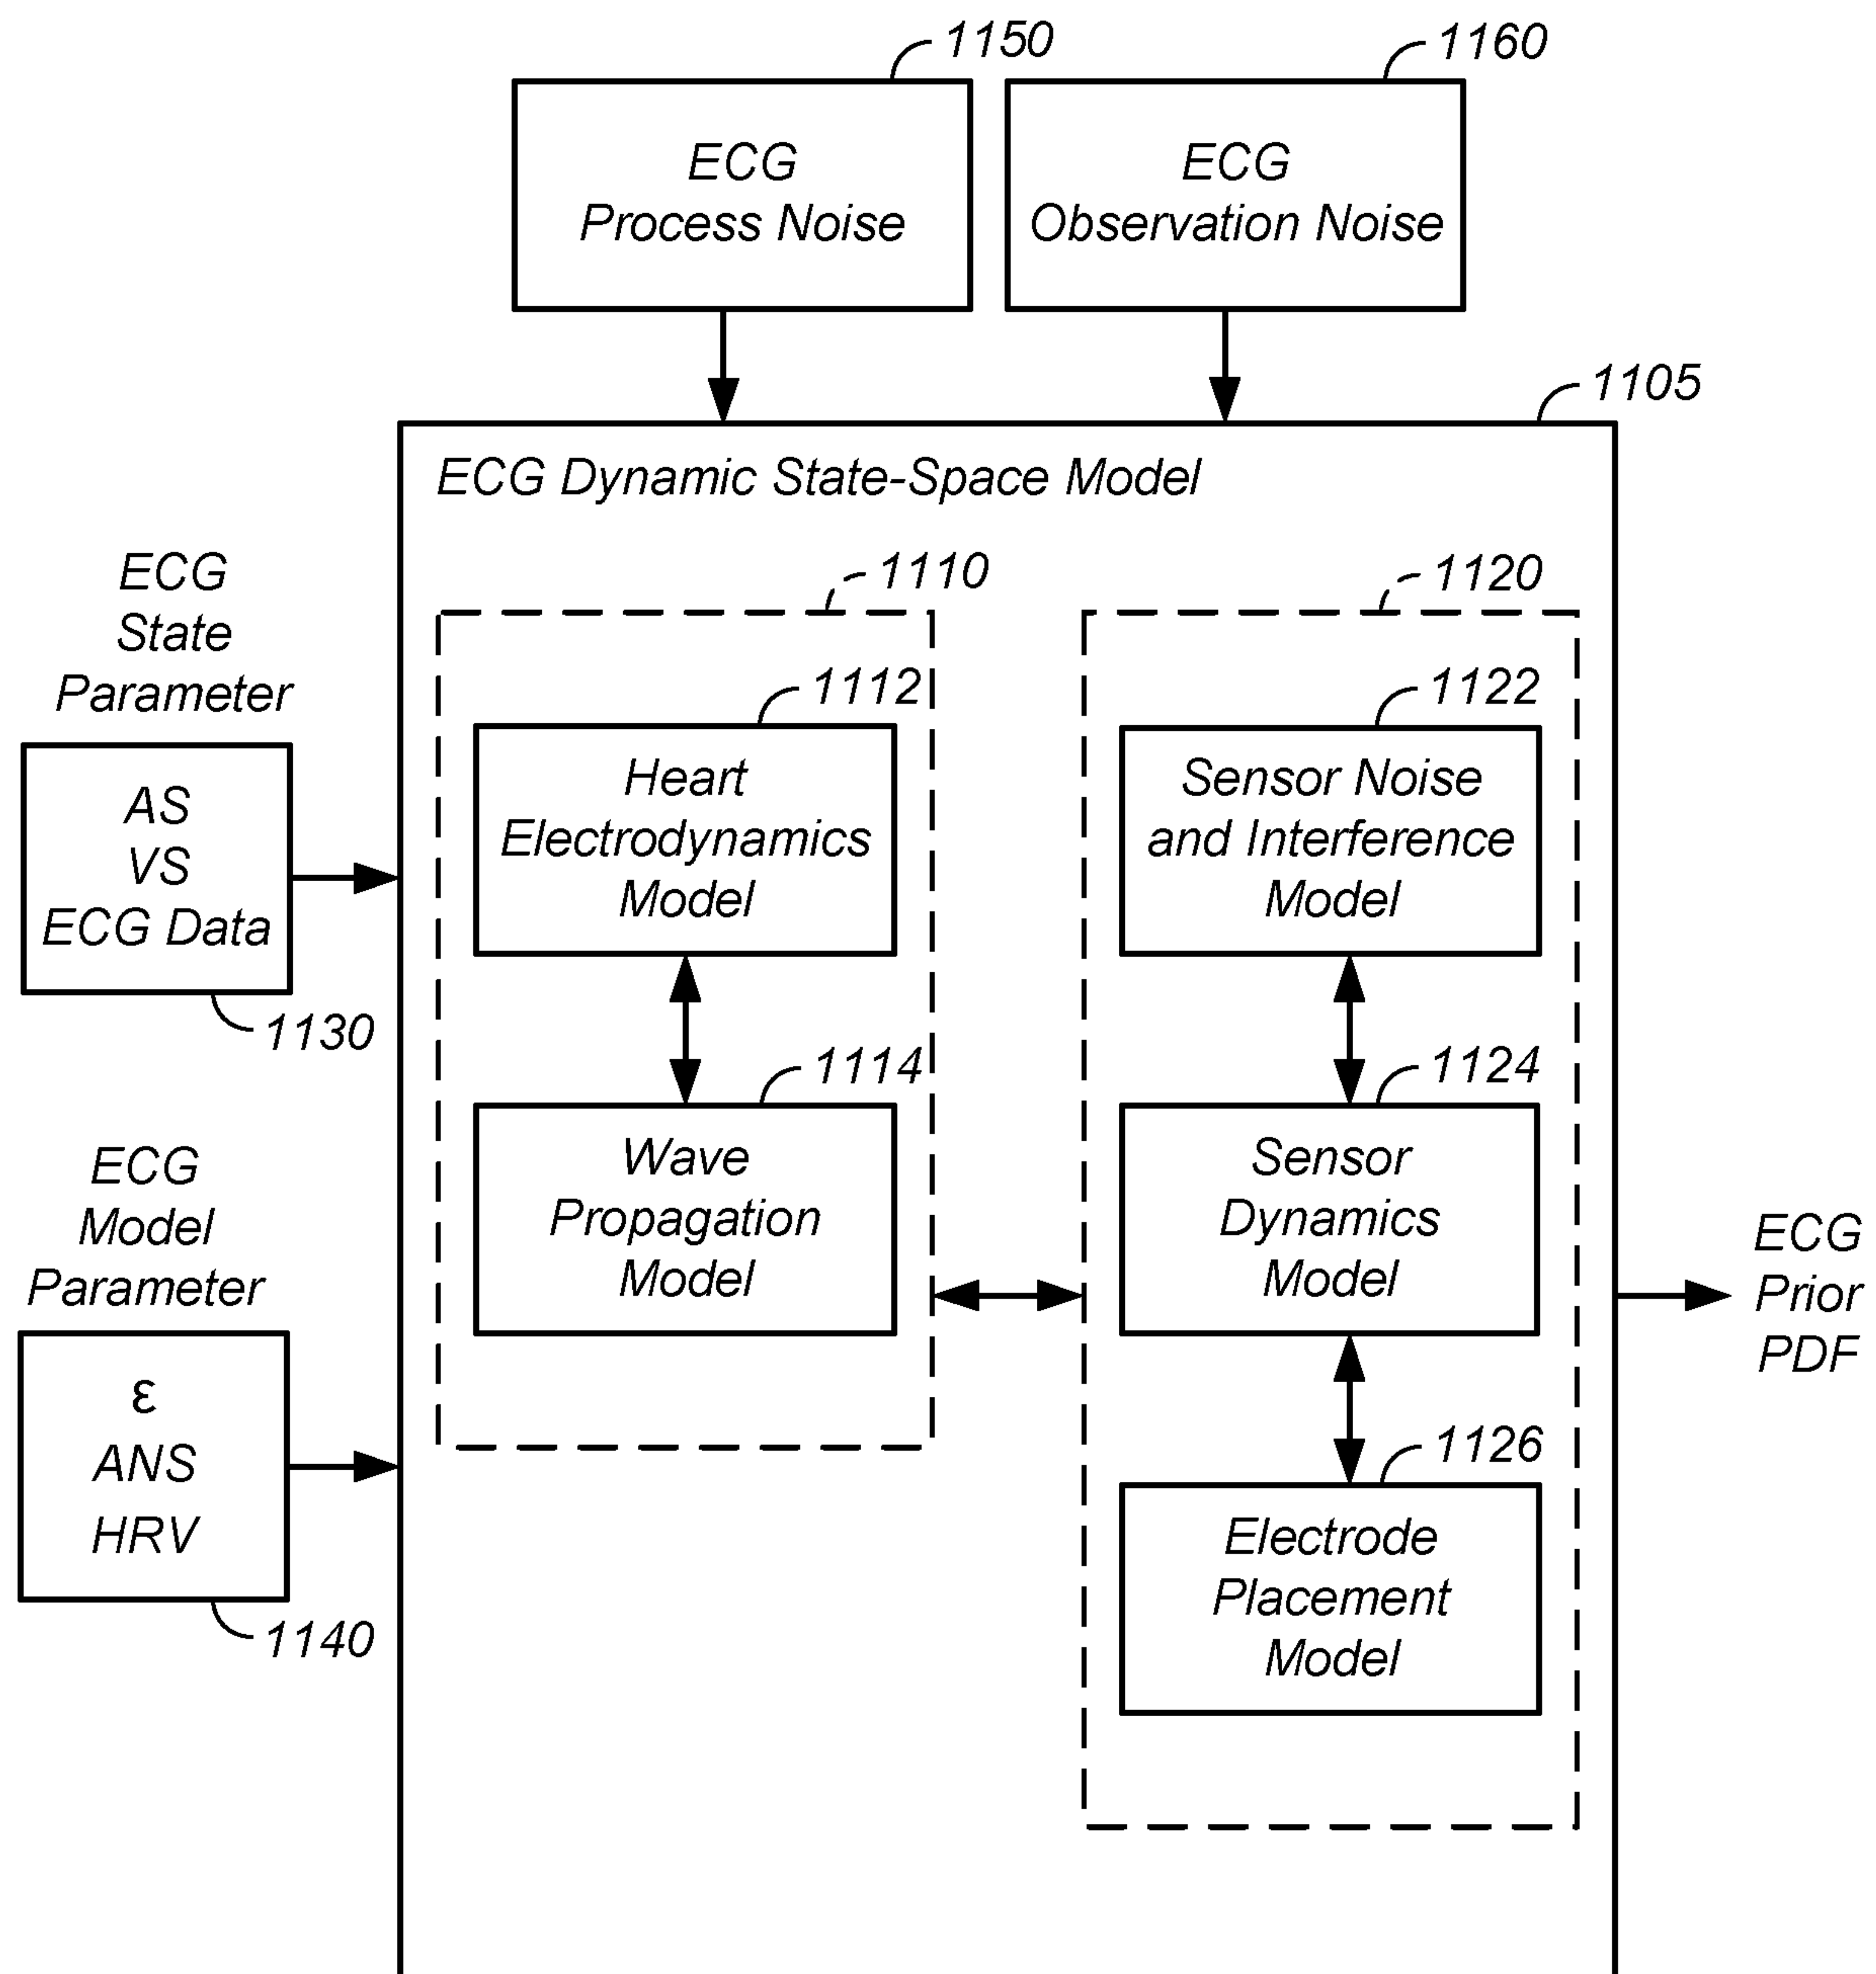 1150
1160
ECG
Process Noise
ECG
Observation Noise
1105
ECG Dynamic State-Space Model
ECG
State
Parameter
AS
VS
ECG Data
1130
ECG
Model
Parameter
ε
ANS
HRV
1140
1110
1112
Heart
Electrodynamics
Model
1114
Wave
Propagation
Model
1120
1122
Sensor Noise
and Interference
Model
1124
Sensor
Dynamics
Model
1126
Electrode
Placement
Model
ECG
Prior
PDF